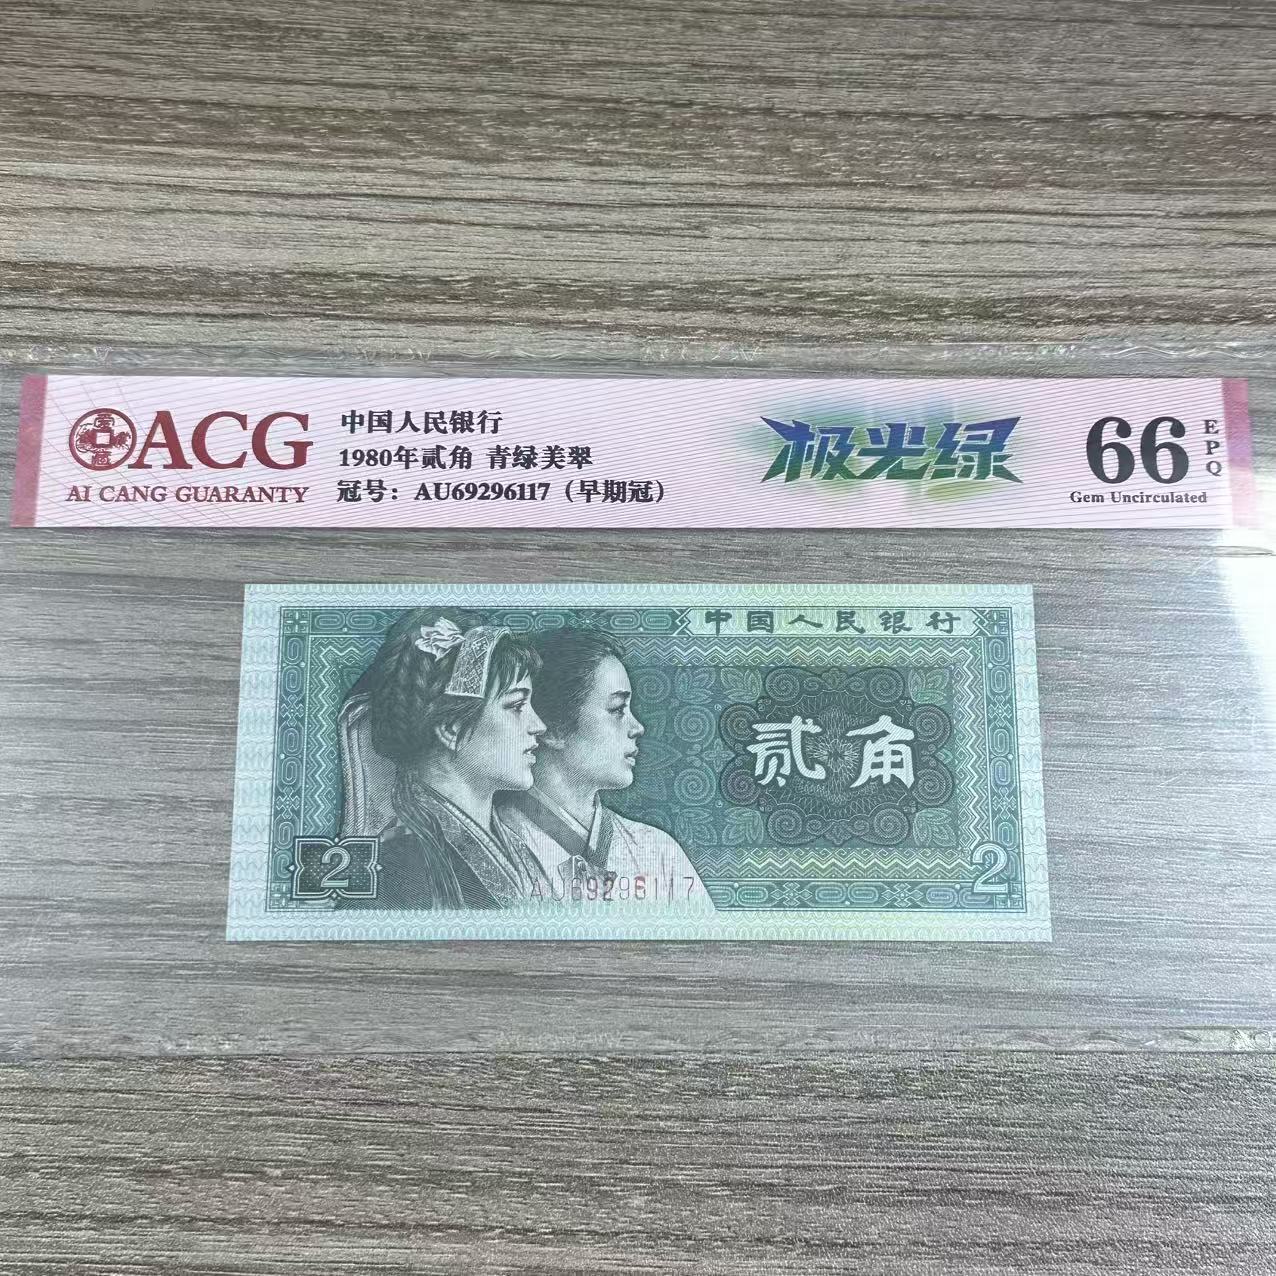 ACG
AI CANG GUARANTY
中国人民银行
1980年贰角 青绿美翠
冠号：AU69296117（早期冠）
极光绿
66
EPQ
Gem Uncirculated
中国人民银行
贰角
2
2
AU69296117